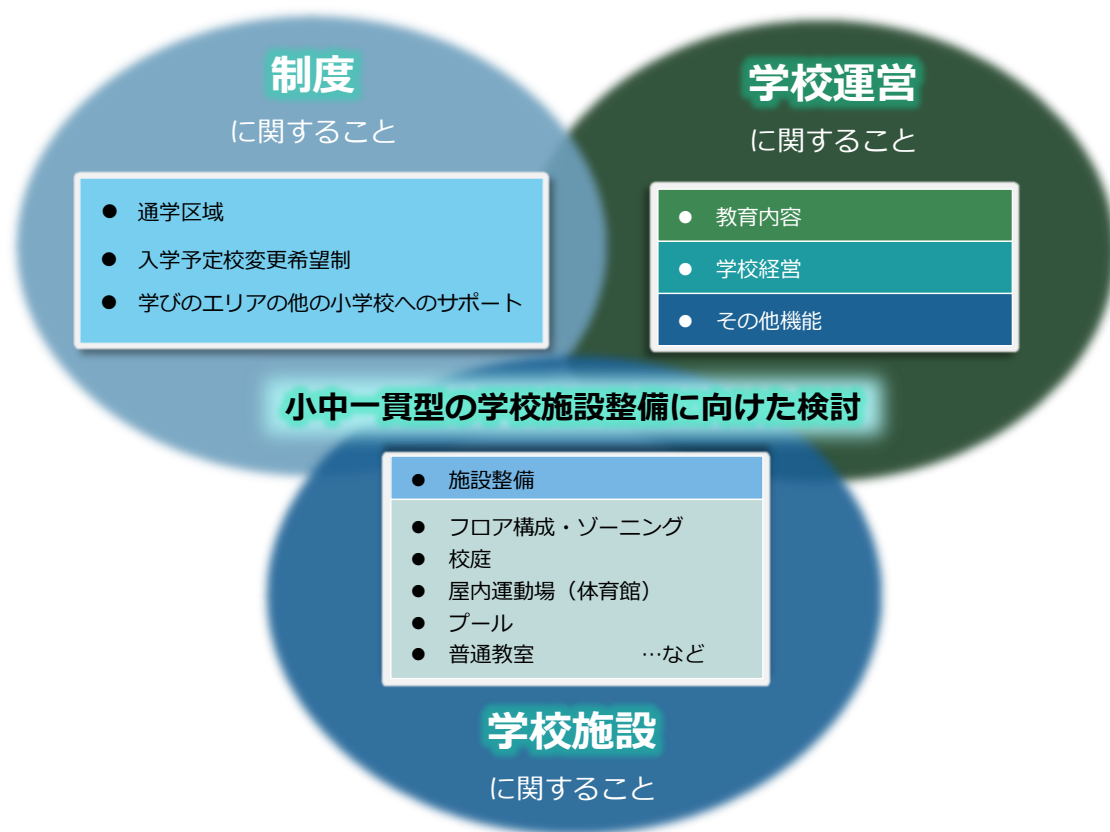 制度
に関すること
● 通学区域
● 入学予定校変更希望制
● 学びのエリアの他の小学校へのサポート
学校運営
に関すること
● 教育内容
● 学校経営
● その他機能
小中一貫型の学校施設整備に向けた検討
● 施設整備
● フロア構成・ゾーニング
● 校庭
● 屋内運動場（体育館）
● プール
● 普通教室 …など
学校施設
に関すること